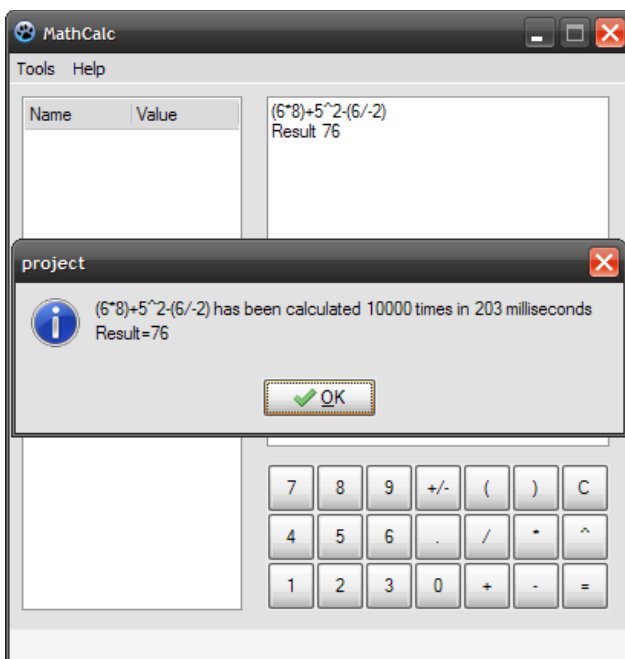 MathCalc
Tools Help
Name Value
(6*8)+5^2-(6/-2)
Result 76
project
(6*8)+5^2-(6/-2) has been calculated 10000 times in 203 milliseconds
Result=76
OK
7 8 9 +/- ( ) C
4 5 6 . / * ^
1 2 3 0 + - =